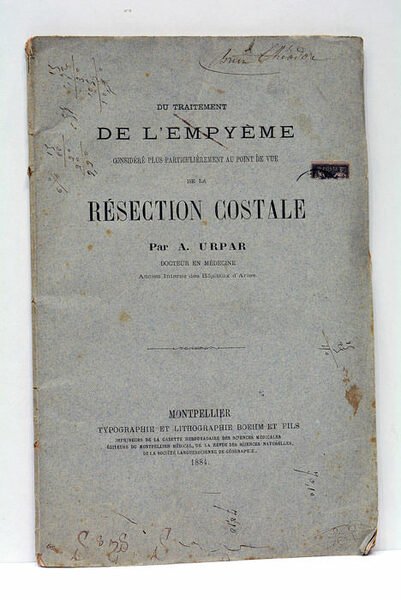 DU TRAITEMENT
DE L'EMPYÈME
CONSIDÉRÉ PLUS PARTICULIÈREMENT AU POINT DE VUE
DE LA
RÉSECTION COSTALE
Par A. URPAR
DOCTEUR EN MÉDECINE
Ancien Interne des Hôpitaux d'Arles
MONTPELLIER
TYPOGRAPHIE ET LITHOGRAPHIE BOEHM ET FILS
IMPRIMEURS DE LA GAZETTE HEBDOMADAIRE DES SCIENCES MÉDICALES
ÉDITEURS DU MONTPELLIER MÉDICAL, DE LA REVUE DES SCIENCES NATURELLES,
DE LA SOCIÉTÉ LANGUEDOCIENNE DE GÉOGRAPHIE.
1884